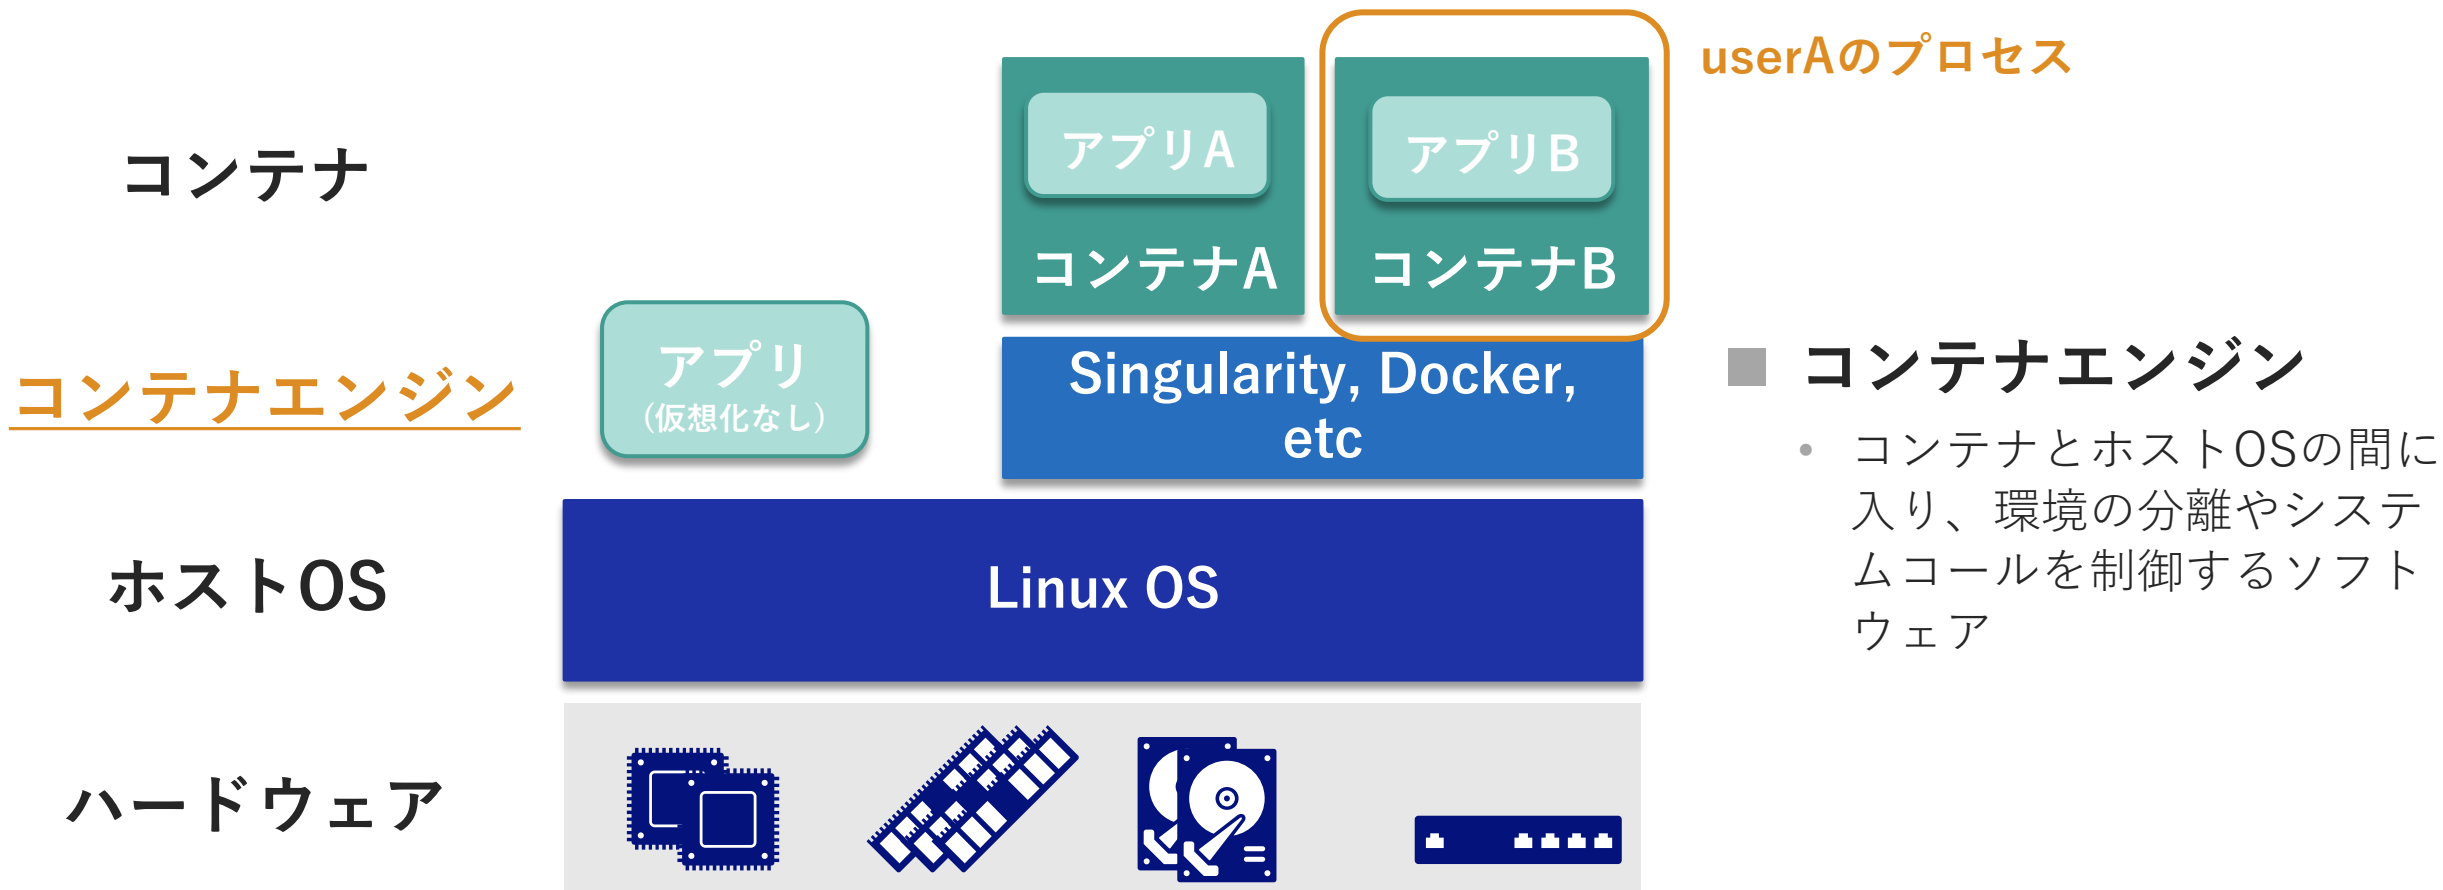 userAのプロセス
コンテナ
アプリA
アプリB
コンテナA
コンテナB
コンテナエンジン
アプリ
(仮想化なし)
Singularity, Docker,
etc
ホストOS
Linux OS
ハードウェア
■ コンテナエンジン
• コンテナとホストOSの間に
入り、環境の分離やシステ
ムコールを制御するソフト
ウェア